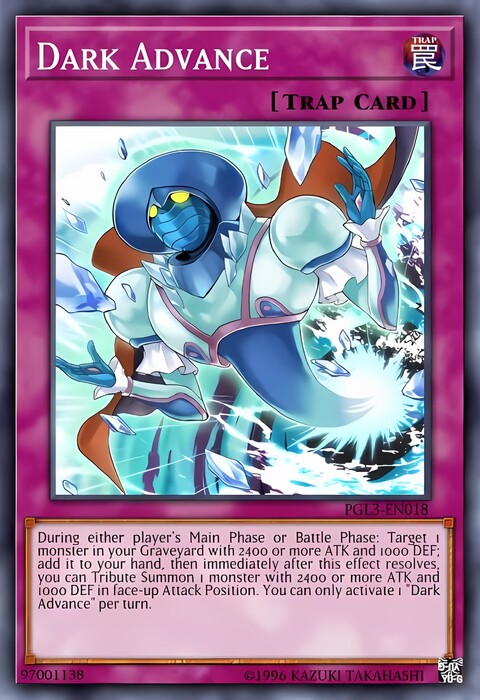 DARK ADVANCE
TRAP
罠
[TRAP CARD]
PGL3-EN018
During either player's Main Phase or Battle Phase: Target 1
monster in your Graveyard with 2400 or more ATK and 1000 DEF;
add it to your hand, then immediately after this effect resolves,
you can Tribute Summon 1 monster with 2400 or more ATK and
1000 DEF in face-up Attack Position. You can only activate 1 "Dark
Advance" per turn.
97001138
©1996 KAZUKI TAKAHASHI